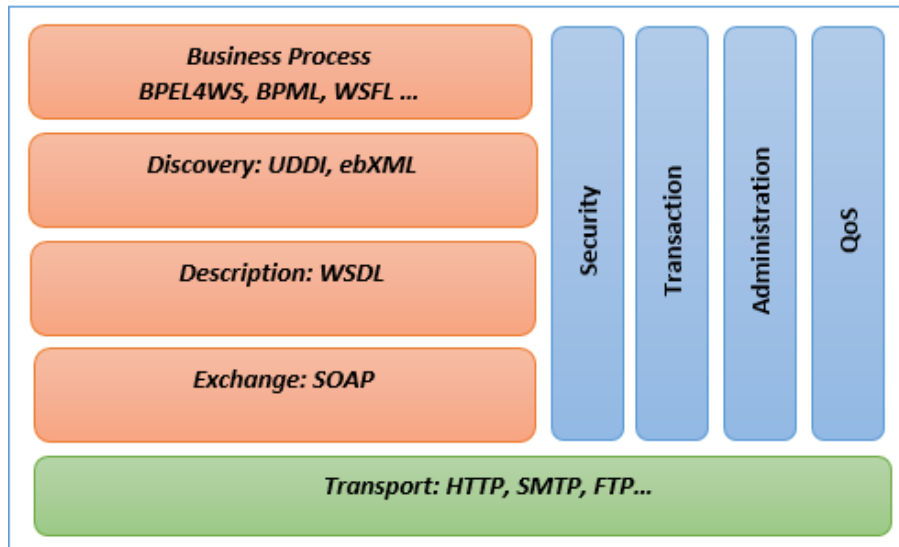 Business Process
BPEL4WS, BPML, WSFL ...
Discovery: UDDI, ebXML
Description: WSDL
Exchange: SOAP
Security
Transaction
Administration
QoS
Transport: HTTP, SMTP, FTP...